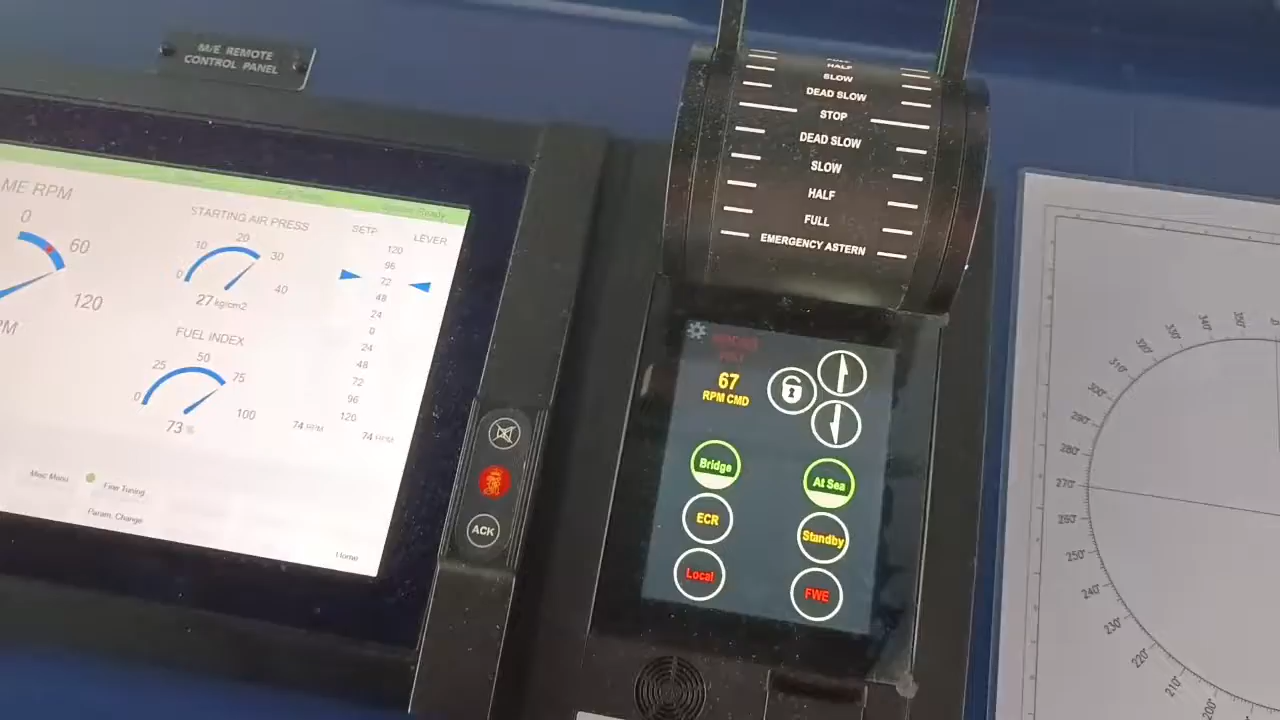 M/E REMOTE
CONTROL PANEL
HALF
SLOW
DEAD SLOW
STOP
DEAD SLOW
SLOW
HALF
FULL
EMERGENCY ASTERN
ME RPM
0
60
120
STARTING AIR PRESS
0
10
20
30
40
27 kg/cm2
FUEL INDEX
0
25
50
75
100
73 %
SETP
LEVER
120
96
72
48
24
0
24
48
72
96
120
74 RPM
74 RPM
Misc Menu
Fine Tuning
Param. Change
Home
ACK
67
RPM CMD
Bridge
At Sea
ECR
Standby
Local
FWE
350°
340°
330°
320°
310°
300°
290°
280°
270°
260°
250°
240°
230°
220°
210°
200°